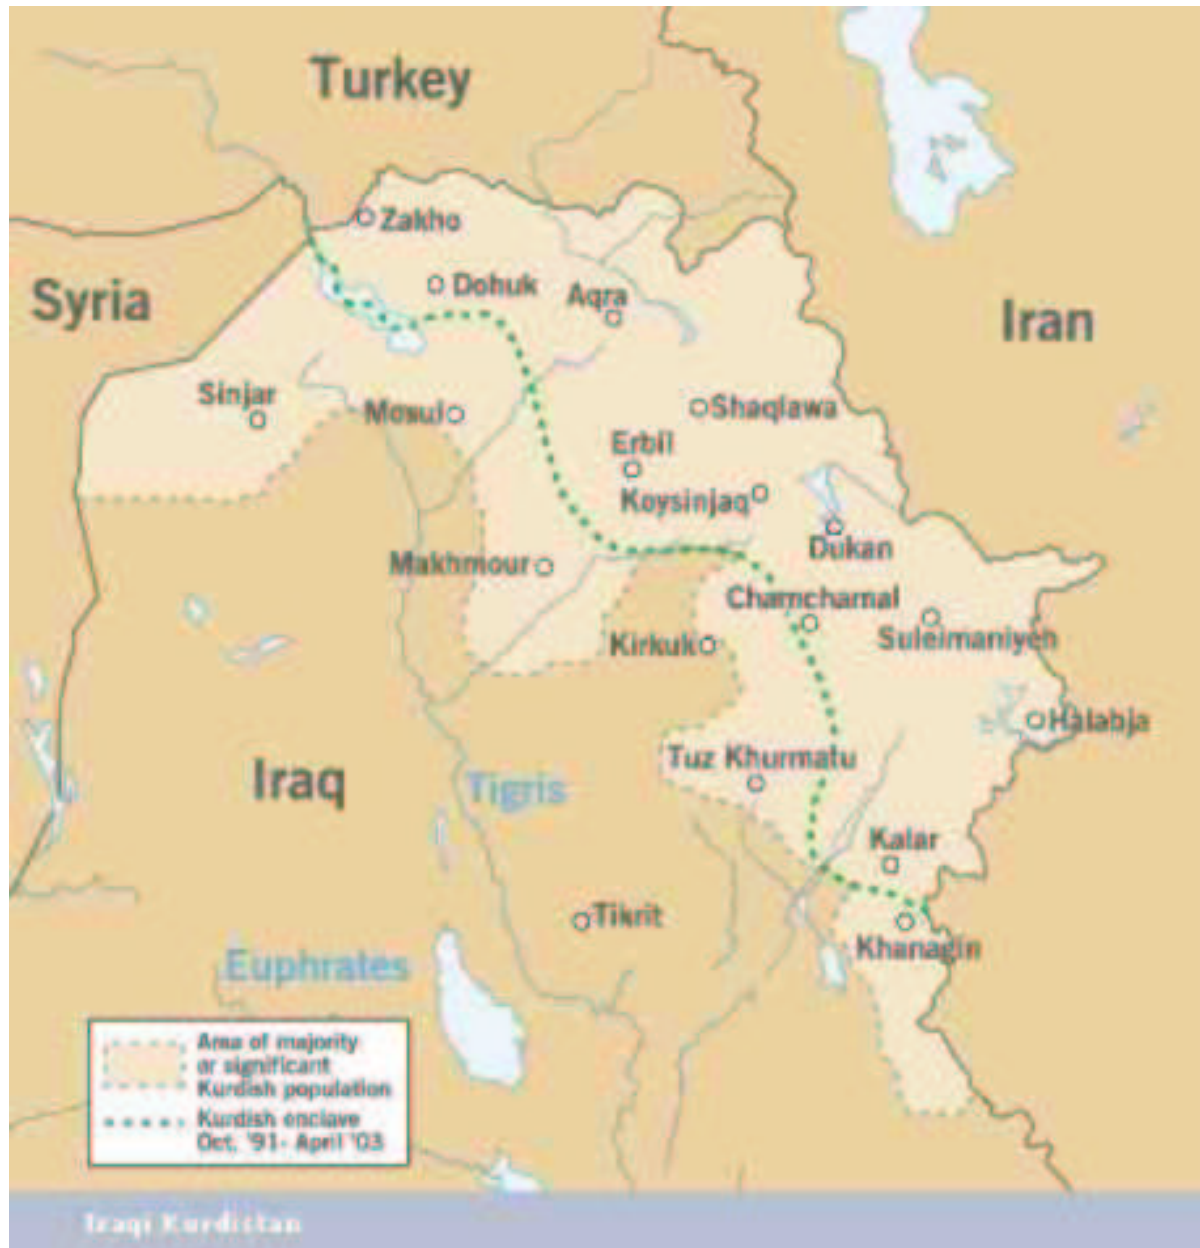 Turkey
Zakho
Dohuk
Aqra
Syria
Iran
Sinjar
Mosul
Shaqlawa
Erbil
Koysinjaq
Dukan
Makhmour
Chamchamal
Kirkuk
Suleimaniyeh
Halabja
Tuz Khurmatu
Iraq
Tigris
Kalar
Tikrit
Khanaqin
Euphrates
Area of majority
or significant
Kurdish population
Kurdish enclave
Oct. '91- April '03
Iraqi Kurdistan